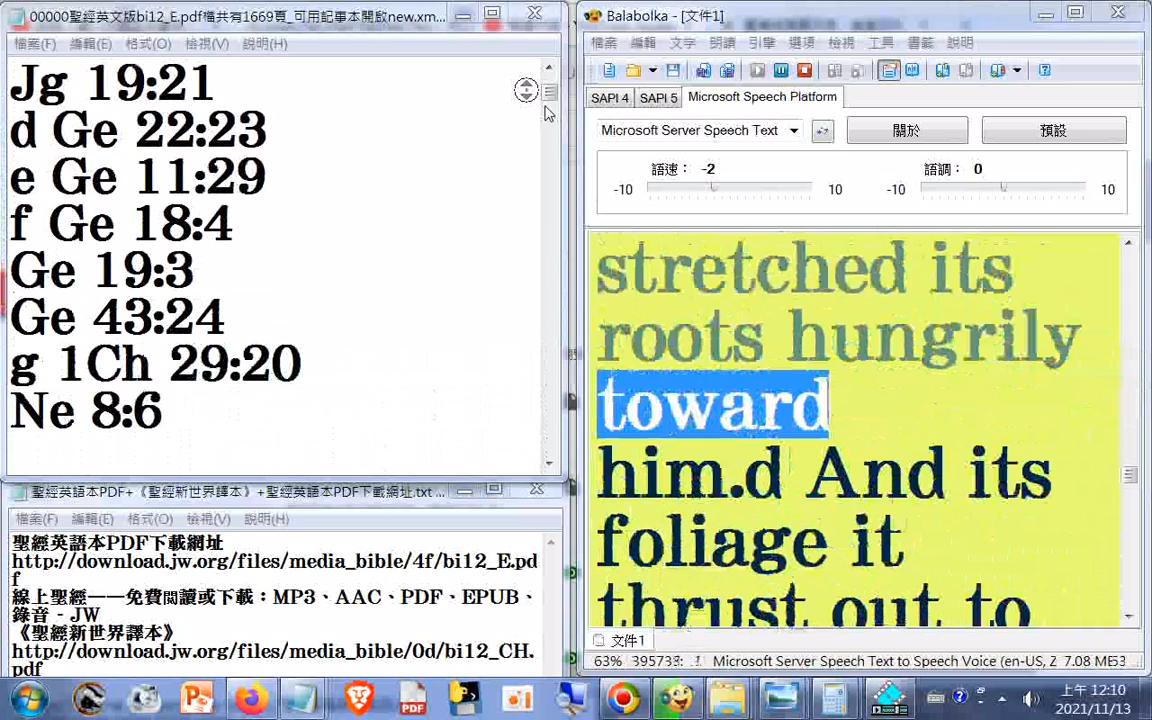 00000聖經英文版bi12_E.pdf檔共有1669頁_可用記事本開啟new.xm...
檔案(F) 編輯(E) 格式(O) 檢視(V) 說明(H)
Jg 19:21
d Ge 22:23
e Ge 11:29
f Ge 18:4
Ge 19:3
Ge 43:24
g 1Ch 29:20
Ne 8:6
聖經英語本PDF+《聖經新世界譯本》+聖經英語本PDF下載網址.txt ...
檔案(F) 編輯(E) 格式(O) 檢視(V) 說明(H)
聖經英語本PDF下載網址
http://download.jw.org/files/media_bible/4f/bi12_E.pd
f
線上聖經——免費閱讀或下載：MP3、AAC、PDF、EPUB、
錄音 - JW
《聖經新世界譯本》
http://download.jw.org/files/media_bible/0d/bi12_CH.
pdf
Balabolka - [文件1]
檔案 編輯 文字 朗讀 引擎 選項 檢視 工具 書籤 說明
SAPI 4 SAPI 5 Microsoft Speech Platform
Microsoft Server Speech Text 關於 預設
語速： -2 語調： 0
-10 10 -10 10
stretched its
roots hungrily
toward
him.d And its
foliage it
thrust out to
文件1
63% Microsoft Server Speech Text to Speech Voice (en-US, Z 7.08 MB
PDF
上午 12:10
2021/11/13